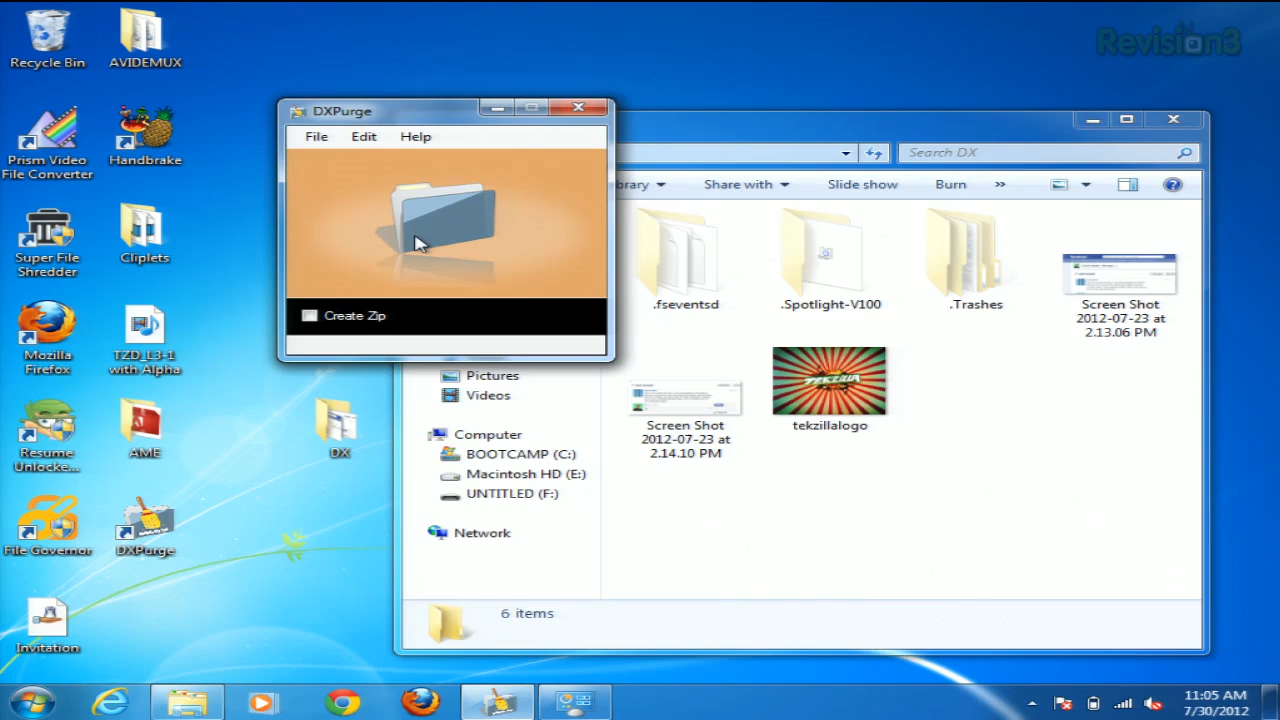 Revision3
Recycle Bin
AVIDEMUX
Prism Video
File Converter
Handbrake
Super File
Shredder
Cliplets
Mozilla
Firefox
TZD_L3-1
with Alpha
Resume
Unlocke...
AME
DX
File Governor
DXPurge
Invitation
DXPurge
File Edit Help
Create Zip
Search DX
brary Share with Slide show Burn »
.fseventsd
.Spotlight-V100
.Trashes
Screen Shot
2012-07-23 at
2.13.06 PM
Screen Shot
2012-07-23 at
2.14.10 PM
TEKZILLA
tekzillalogo
Pictures
Videos
Computer
BOOTCAMP (C:)
Macintosh HD (E:)
UNTITLED (F:)
Network
6 items
11:05 AM
7/30/2012